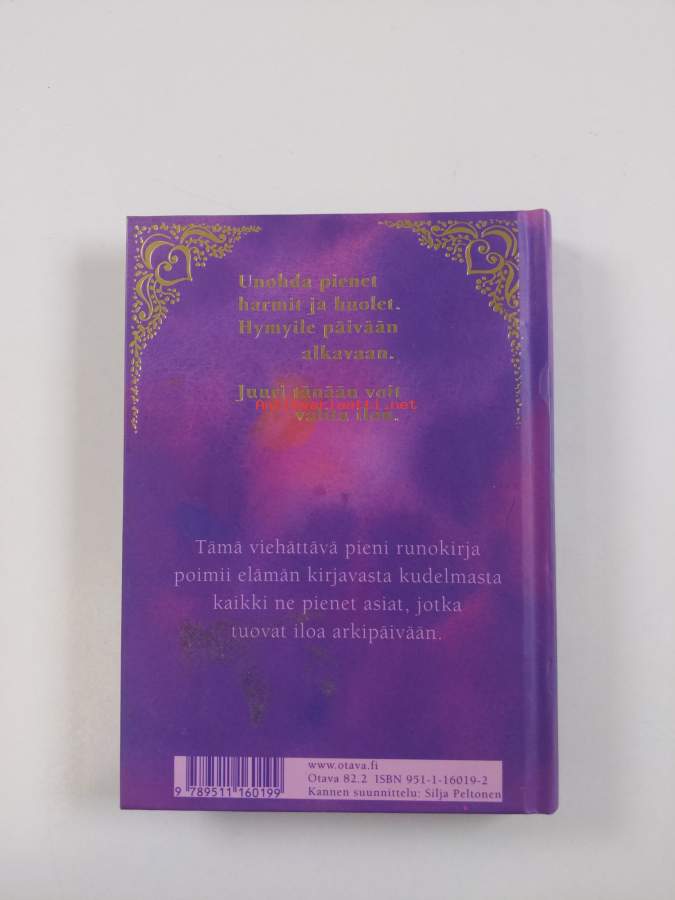 Unohda pienet
harmit ja huolet.
Hymyile päivään
alkavaan.
Juuri tänään voit
valita ilon.
Antikvariaatti.net
Tämä viehättävä pieni runokirja
poimii elämän kirjavasta kudelmasta
kaikki ne pienet asiat, jotka
tuovat iloa arkipäivään.
www.otava.fi
Otava 82.2 ISBN 951-1-16019-2
Kannen suunnittelu: Silja Peltonen
9 789511 160199